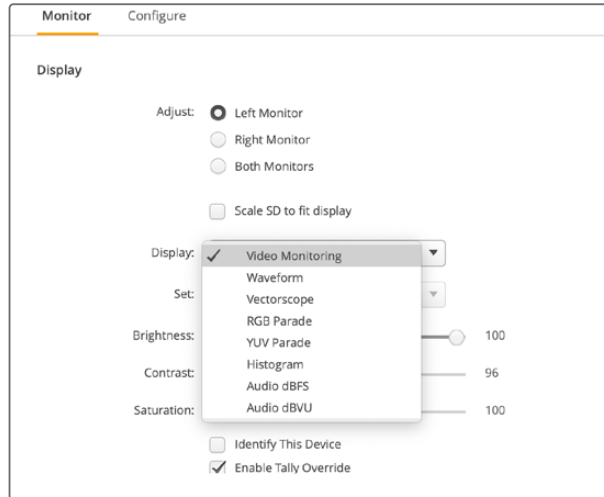 Monitor Configure
Display
Adjust: Left Monitor
Right Monitor
Both Monitors
Scale SD to fit display
Display: Video Monitoring
Waveform
Set: Vectorscope
RGB Parade
Brightness: 100
YUV Parade
Histogram
Contrast: 96
Audio dBFS
Saturation: Audio dBVU 100
Identify This Device
Enable Tally Override